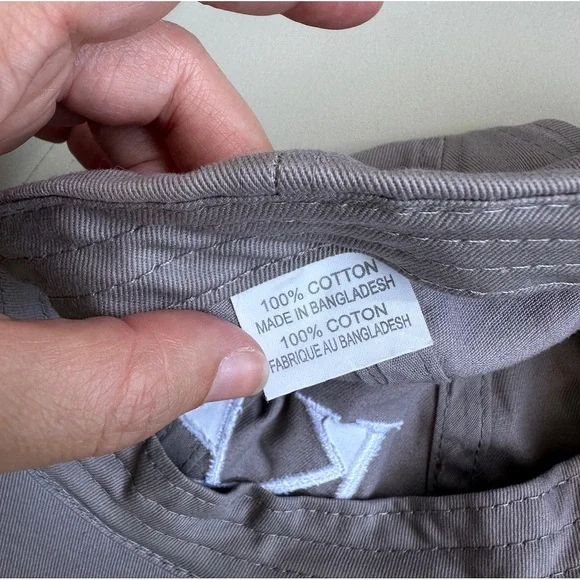 100% COTTON
MADE IN BANGLADESH
100% COTON
FABRIQUE AU BANGLADESH